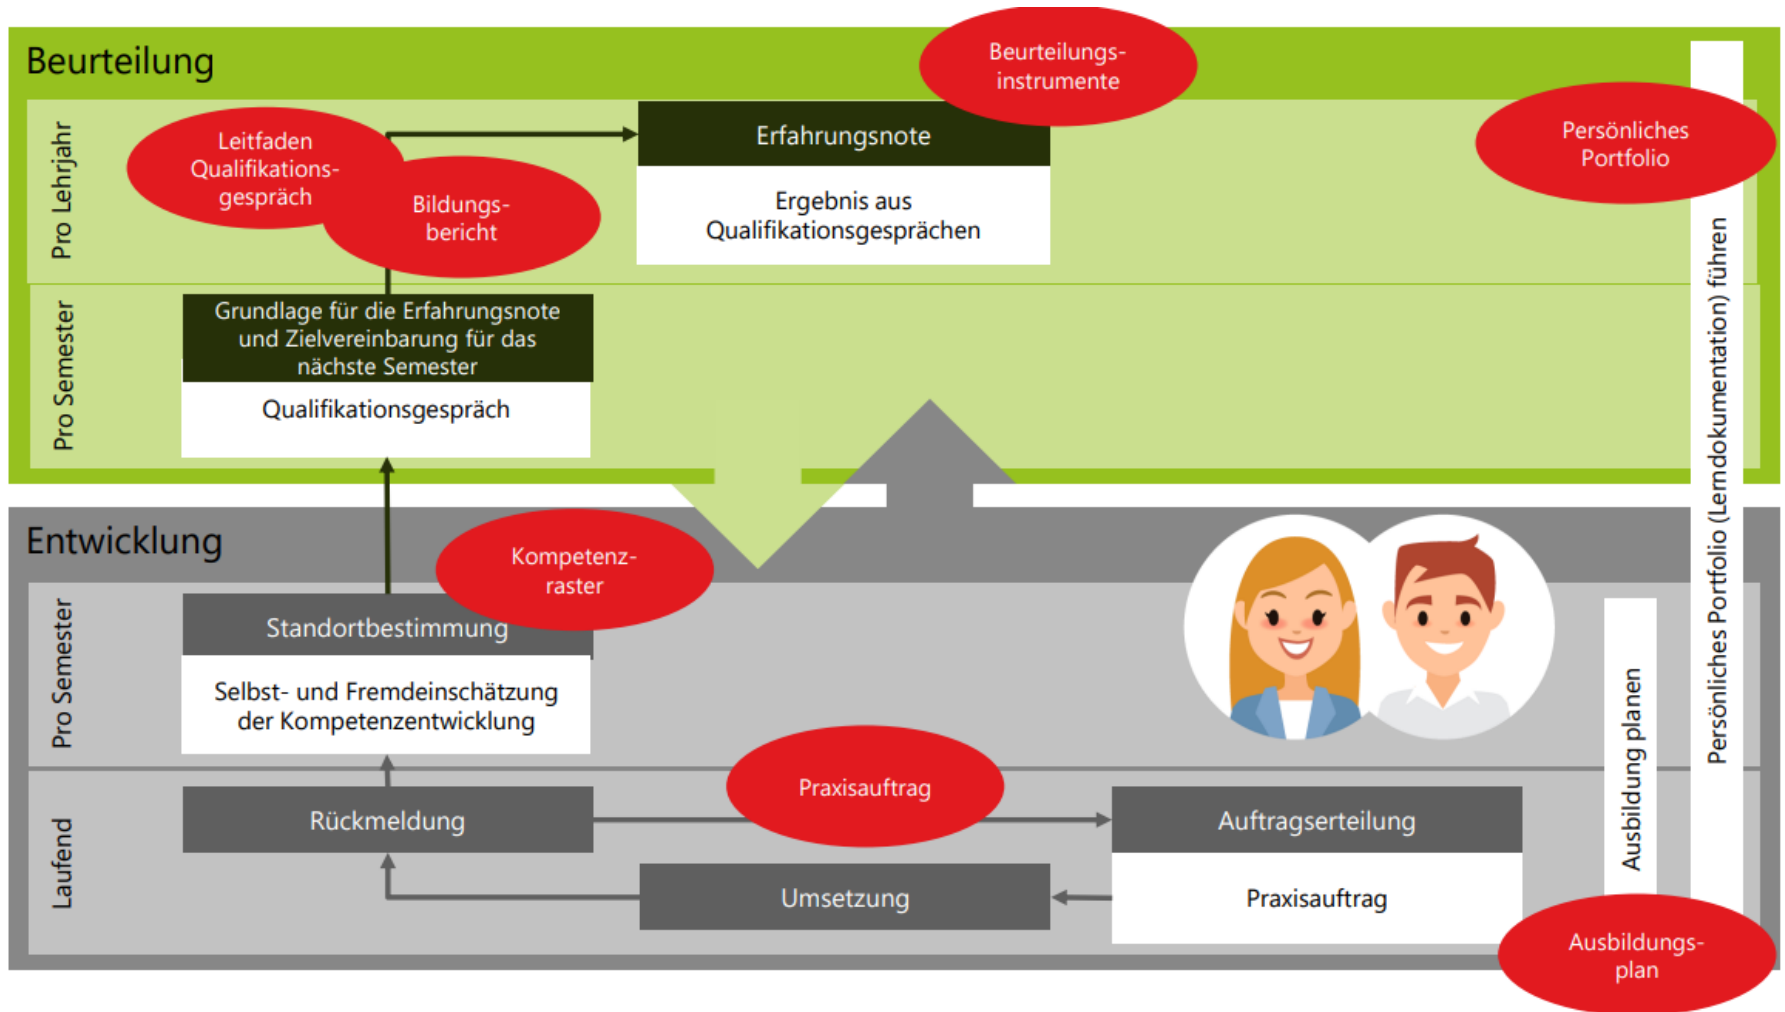 Beurteilung
Beurteilungs-
instrumente
Pro Lehrjahr
Leitfaden
Qualifikations-
gespräch
Bildungs-
bericht
Erfahrungsnote
Ergebnis aus
Qualifikationsgesprächen
Persönliches
Portfolio
Pro Semester
Grundlage für die Erfahrungsnote
und Zielvereinbarung für das
nächste Semester
Qualifikationsgespräch
Persönliches Portfolio (Lerndokumentation) führen
Entwicklung
Kompetenz-
raster
Pro Semester
Standortbestimmung
Selbst- und Fremdeinschätzung
der Kompetenzentwicklung
Ausbildung planen
Laufend
Rückmeldung
Praxisauftrag
Auftragserteilung
Umsetzung
Praxisauftrag
Ausbildungs-
plan